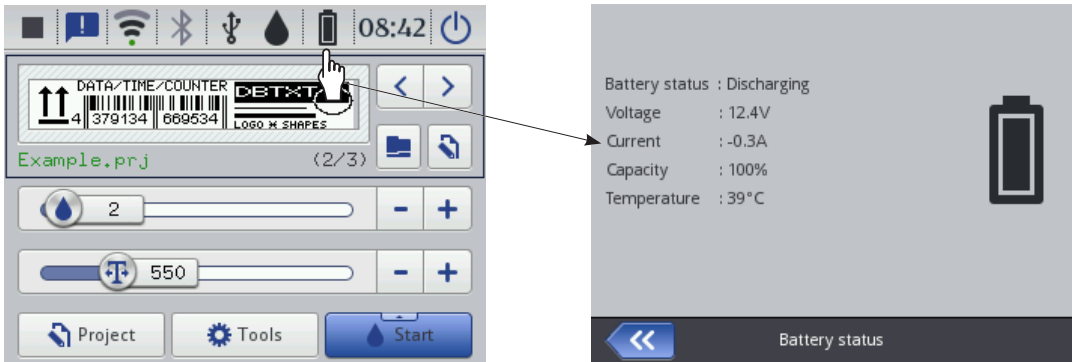 08:42
DATA/TIME/COUNTER
DBTXT
4 379134 669534
LOGO ⌘ SHAPES
Example.prj (2/3)
2 - +
550 - +
Project Tools Start
Battery status : Discharging
Voltage : 12.4V
Current : -0.3A
Capacity : 100%
Temperature : 39°C
Battery status